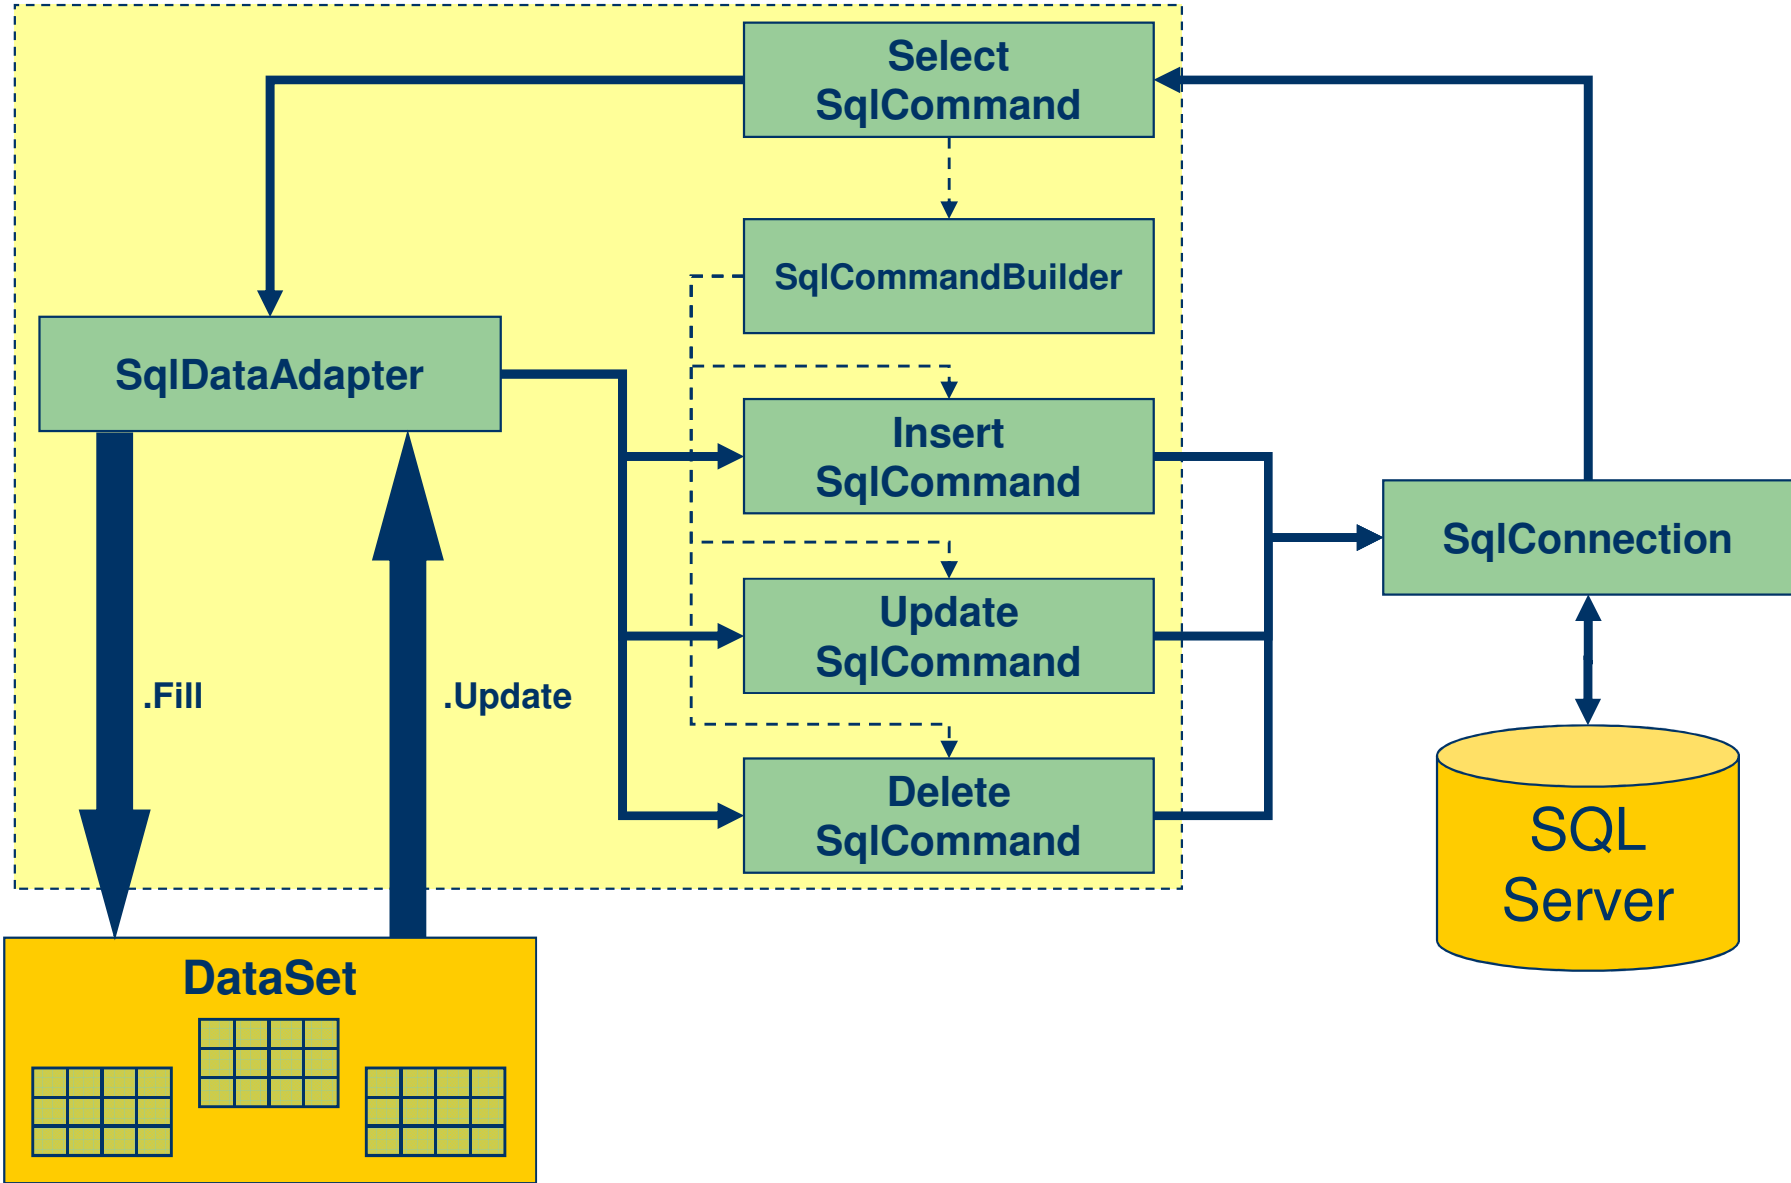 Select
SqlCommand
SqlCommandBuilder
SqlDataAdapter
Insert
SqlCommand
SqlConnection
Update
SqlCommand
.Fill
.Update
Delete
SqlCommand
SQL
Server
DataSet